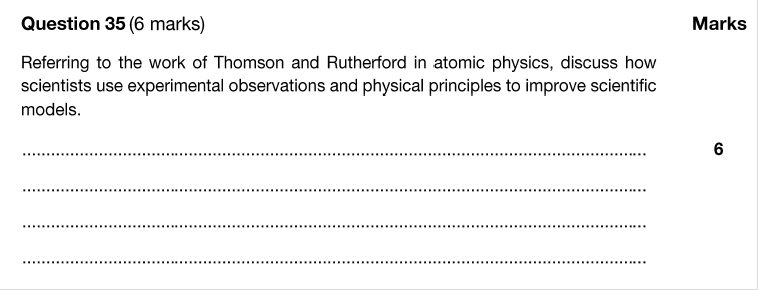 Question 35 (6 marks) Marks
Referring to the work of Thomson and Rutherford in atomic physics, discuss how
scientists use experimental observations and physical principles to improve scientific
models.
6